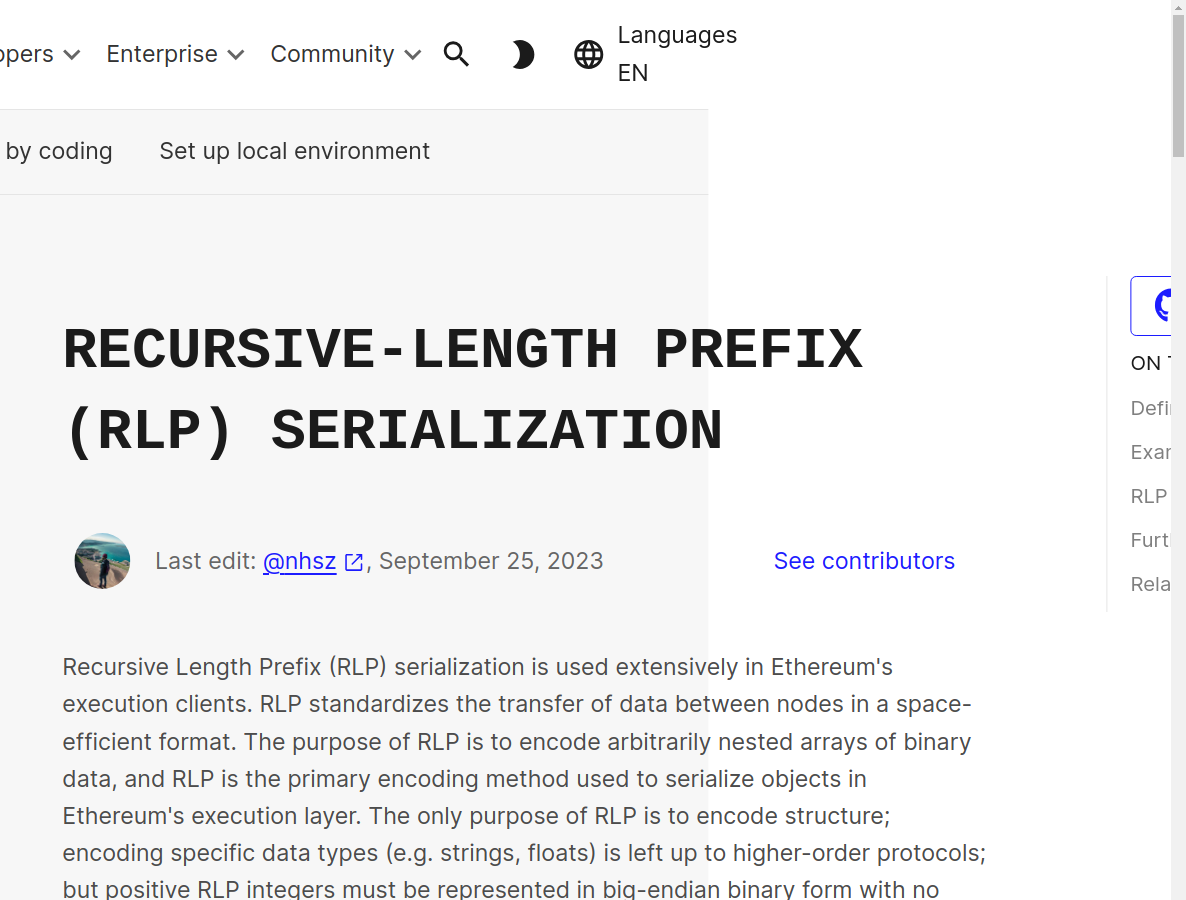 Enterprise
Community
Languages
EN
by coding
Set up local environment
RECURSIVE-LENGTH PREFIX
(RLP) SERIALIZATION
Last edit: @nhsz, September 25, 2023
See contributors
ON
RLP
Recursive Length Prefix (RLP) serialization is used extensively in Ethereum's
execution clients. RLP standardizes the transfer of data between nodes in a space-
efficient format. The purpose of RLP is to encode arbitrarily nested arrays of binary
data, and RLP is the primary encoding method used to serialize objects in
Ethereum's execution layer. The only purpose of RLP is to encode structure;
encoding specific data types (e.g. strings, floats) is left up to higher-order protocols;
but positive RLP integers must be represented in big-endian binary form with no